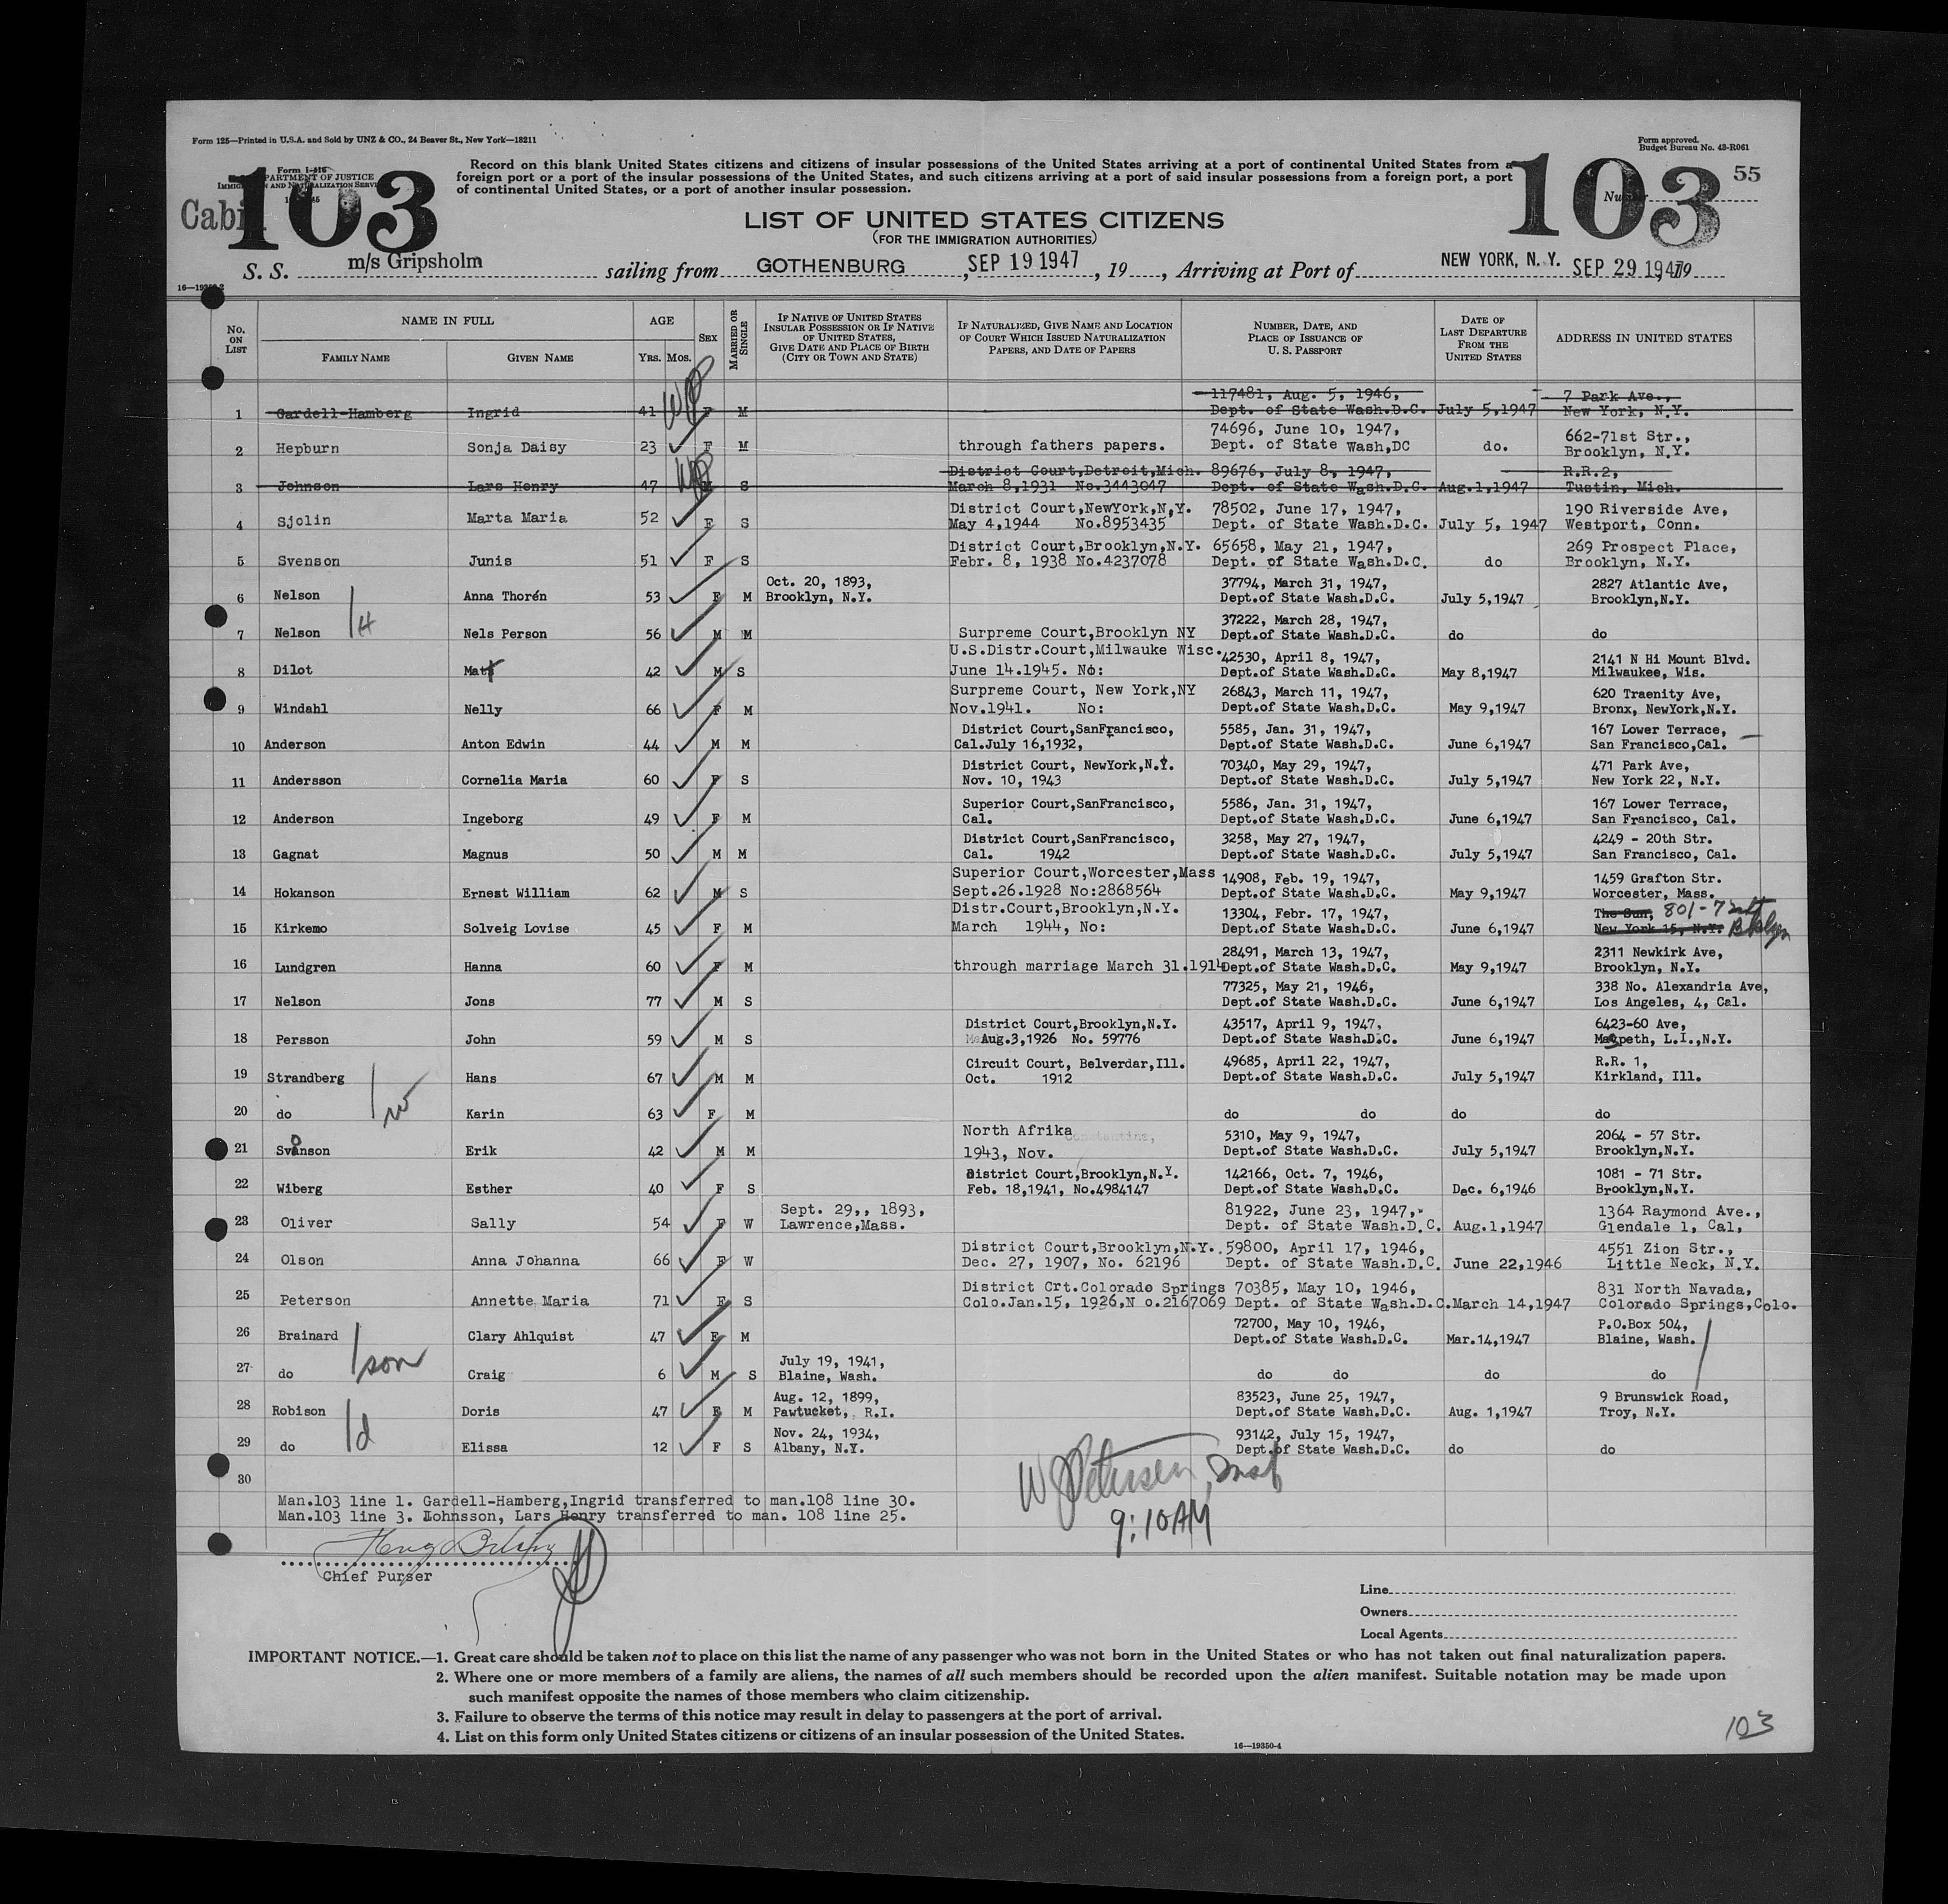 Form 125—Printed in U.S.A. and Sold by UNZ & CO., 24 Beaver St., New York—18211
Form approved.
Budget Bureau No. 43-R061
Form I-416
DEPARTMENT OF JUSTICE
IMMIGRATION AND NATURALIZATION SERVICE
103
Record on this blank United States citizens and citizens of insular possessions of the United States arriving at a port of continental United States from a
foreign port or a port of the insular possessions of the United States, and such citizens arriving at a port of said insular possessions from a foreign port, a port
of continental United States, or a port of another insular possession.
103 55
LIST OF UNITED STATES CITIZENS
(FOR THE IMMIGRATION AUTHORITIES)
S. S. m/s Gripsholm sailing from GOTHENBURG, SEP 19 1947, 19, Arriving at Port of NEW YORK, N.Y. SEP 29 1947, 19
No. ON LIST NAME IN FULL FAMILY NAME GIVEN NAME AGE YRS. MOS. SEX MARRIED OR SINGLE IF NATIVE OF UNITED STATES INSULAR POSSESSION OR IF NATIVE OF UNITED STATES, GIVE DATE AND PLACE OF BIRTH (CITY OR TOWN AND STATE) IF NATURALIZED, GIVE NAME AND LOCATION OF COURT WHICH ISSUED NATURALIZATION PAPERS, AND DATE OF PAPERS NUMBER, DATE, AND PLACE OF ISSUANCE OF U. S. PASSPORT DATE OF LAST DEPARTURE FROM THE UNITED STATES ADDRESS IN UNITED STATES
117481, Aug. 5, 1946, 7 Park Ave.,
1 Gardell-Hamberg Ingrid 41 F M Dept. of State Wash.D.C. July 5,1947 New York, N.Y.
74696, June 10, 1947, 662-71st Str.,
2 Hepburn Sonja Daisy 23 F M through fathers papers. Dept. of State Wash,DC do. Brooklyn, N.Y.
District Court,Detroit,Mich. 89676, July 8, 1947, R.R.2,
3 Johnson Lars Henry 47 M S March 8,1931 No.3443047 Dept. of State Wash.D.C. Aug.1,1947 Tustin, Mich.
District Court,NewYork,N,Y. 78502, June 17, 1947, 190 Riverside Ave,
4 Sjolin Marta Maria 52 F S May 4,1944 No.8953435 Dept. of State Wash.D.C. July 5, 1947 Westport, Conn.
District Court,Brooklyn,N.Y. 65658, May 21, 1947, 269 Prospect Place,
5 Svenson Junis 51 F S Febr. 8, 1938 No.4237078 Dept. of State Wash.D.C. do Brooklyn, N.Y.
Oct. 20, 1893, 37794, March 31, 1947, 2827 Atlantic Ave,
6 Nelson Anna Thorén 53 F M Brooklyn, N.Y. Dept.of State Wash.D.C. July 5,1947 Brooklyn,N.Y.
37222, March 28, 1947,
7 Nelson H Nels Person 56 M M Surpreme Court,Brooklyn NY Dept.of State Wash.D.C. do do
U.S.Distr.Court,Milwauke Wisc. 42530, April 8, 1947, 2141 N Hi Mount Blvd.
8 Dilot Mat 42 M S June 14.1945. No: Dept.of State Wash.D.C. May 8,1947 Milwaukee, Wis.
Surpreme Court, New York,NY 26843, March 11, 1947, 620 Traenity Ave,
9 Windahl Nelly 66 F M Nov.1941. No: Dept.of State Wash.D.C. May 9,1947 Bronx, NewYork,N.Y.
District Court,SanFrancisco, 5585, Jan. 31, 1947, 167 Lower Terrace,
10 Anderson Anton Edwin 44 M M Cal.July 16,1932, Dept.of State Wash.D.C. June 6,1947 San Francisco,Cal.
District Court, NewYork,N.Y. 70340, May 29, 1947, 471 Park Ave,
11 Andersson Cornelia Maria 60 F S Nov. 10, 1943 Dept.of State Wash.D.C. July 5,1947 New York 22, N.Y.
Superior Court,SanFrancisco, 5586, Jan. 31, 1947, 167 Lower Terrace,
12 Anderson Ingeborg 49 F M Cal. Dept.of State Wash.D.C. June 6,1947 San Francisco, Cal.
District Court,SanFrancisco, 3258, May 27, 1947, 4249 - 20th Str.
13 Gagnat Magnus 50 M M Cal. 1942 Dept.of State Wash.D.C. July 5,1947 San Francisco, Cal.
Superior Court,Worcester,Mass 14908, Feb. 19, 1947, 1459 Grafton Str.
14 Hokanson Ernest William 62 M S Sept.26.1928 No:2868564 Dept.of State Wash.D.C. May 9,1947 Worcester, Mass.
Distr.Court,Brooklyn,N.Y. 13304, Febr. 17, 1947, The Sun, 801-72nd
15 Kirkemo Solveig Lovise 45 F M March 1944, No: Dept.of State Wash.D.C. June 6,1947 New York 15, N.Y. Bklyn
28491, March 13, 1947, 2311 Newkirk Ave,
16 Lundgren Hanna 60 F M through marriage March 31.1914 Dept.of State Wash.D.C. May 9,1947 Brooklyn, N.Y.
77325, May 21, 1946, 338 No. Alexandria Ave,
17 Nelson Jons 77 M S Dept.of State Wash.D.C. June 6,1947 Los Angeles, 4, Cal.
District Court,Brooklyn,N.Y. 43517, April 9, 1947, 6423-60 Ave,
18 Persson John 59 M S Aug.3,1926 No. 59776 Dept.of State Wash.D.C. June 6,1947 Maspeth, L.I.,N.Y.
Circuit Court, Belverdar,Ill. 49685, April 22, 1947, R.R. 1,
19 Strandberg Hans 67 M M Oct. 1912 Dept.of State Wash.D.C. July 5,1947 Kirkland, Ill.
20 do w Karin 63 F M do do do do
North Afrika Constantine, 5310, May 9, 1947, 2064 - 57 Str.
21 Svånson Erik 42 M M 1943, Nov. Dept.of State Wash.D.C. July 5,1947 Brooklyn,N.Y.
District Court,Brooklyn,N.Y. 142166, Oct. 7, 1946, 1081 - 71 Str.
22 Wiberg Esther 40 F S Feb. 18,1941, No.4984147 Dept.of State Wash.D.C. Dec. 6,1946 Brooklyn,N.Y.
Sept. 29,, 1893, 81922, June 23, 1947, 1364 Raymond Ave.,
23 Oliver Sally 54 F W Lawrence,Mass. Dept. of State Wash.D.C. Aug.1,1947 Glendale 1, Cal,
District Court,Brooklyn,N.Y. 59800, April 17, 1946, 4551 Zion Str.,
24 Olson Anna Johanna 66 F W Dec. 27, 1907, No. 62196 Dept. of State Wash.D.C. June 22,1946 Little Neck, N.Y.
District Crt.Colorado Springs 70385, May 10, 1946, 831 North Navada,
25 Peterson Annette Maria 71 F S Colo.Jan.15, 1926,N o.2167069 Dept. of State Wash.D.C. March 14,1947 Colorado Springs,Colo.
72700, May 10, 1946, P.O.Box 504,
26 Brainard Clary Ahlquist 47 F M Dept.of State Wash.D.C. Mar.14,1947 Blaine, Wash.
July 19, 1941,
27 do son Craig 6 M S Blaine, Wash. do do do do
Aug. 12, 1899, 83523, June 25, 1947, 9 Brunswick Road,
28 Robison Doris 47 F M Pawtucket, R.I. Dept.of State Wash.D.C. Aug. 1,1947 Troy, N.Y.
Nov. 24, 1934, 93142, July 15, 1947,
29 do d Elissa 12 F S Albany, N.Y. Dept.of State Wash.D.C. do do
30
Man.103 line 1. Gardell-Hamberg,Ingrid transferred to man.108 line 30.
Man.103 line 3. Johnsson, Lars Henry transferred to man. 108 line 25.
W Petersen, Insp
9:10AM
Chief Purser
Line
Owners
Local Agents
IMPORTANT NOTICE.—1. Great care should be taken not to place on this list the name of any passenger who was not born in the United States or who has not taken out final naturalization papers.
2. Where one or more members of a family are aliens, the names of all such members should be recorded upon the alien manifest. Suitable notation may be made upon
such manifest opposite the names of those members who claim citizenship.
3. Failure to observe the terms of this notice may result in delay to passengers at the port of arrival.
4. List on this form only United States citizens or citizens of an insular possession of the United States.
16—19350-4
103